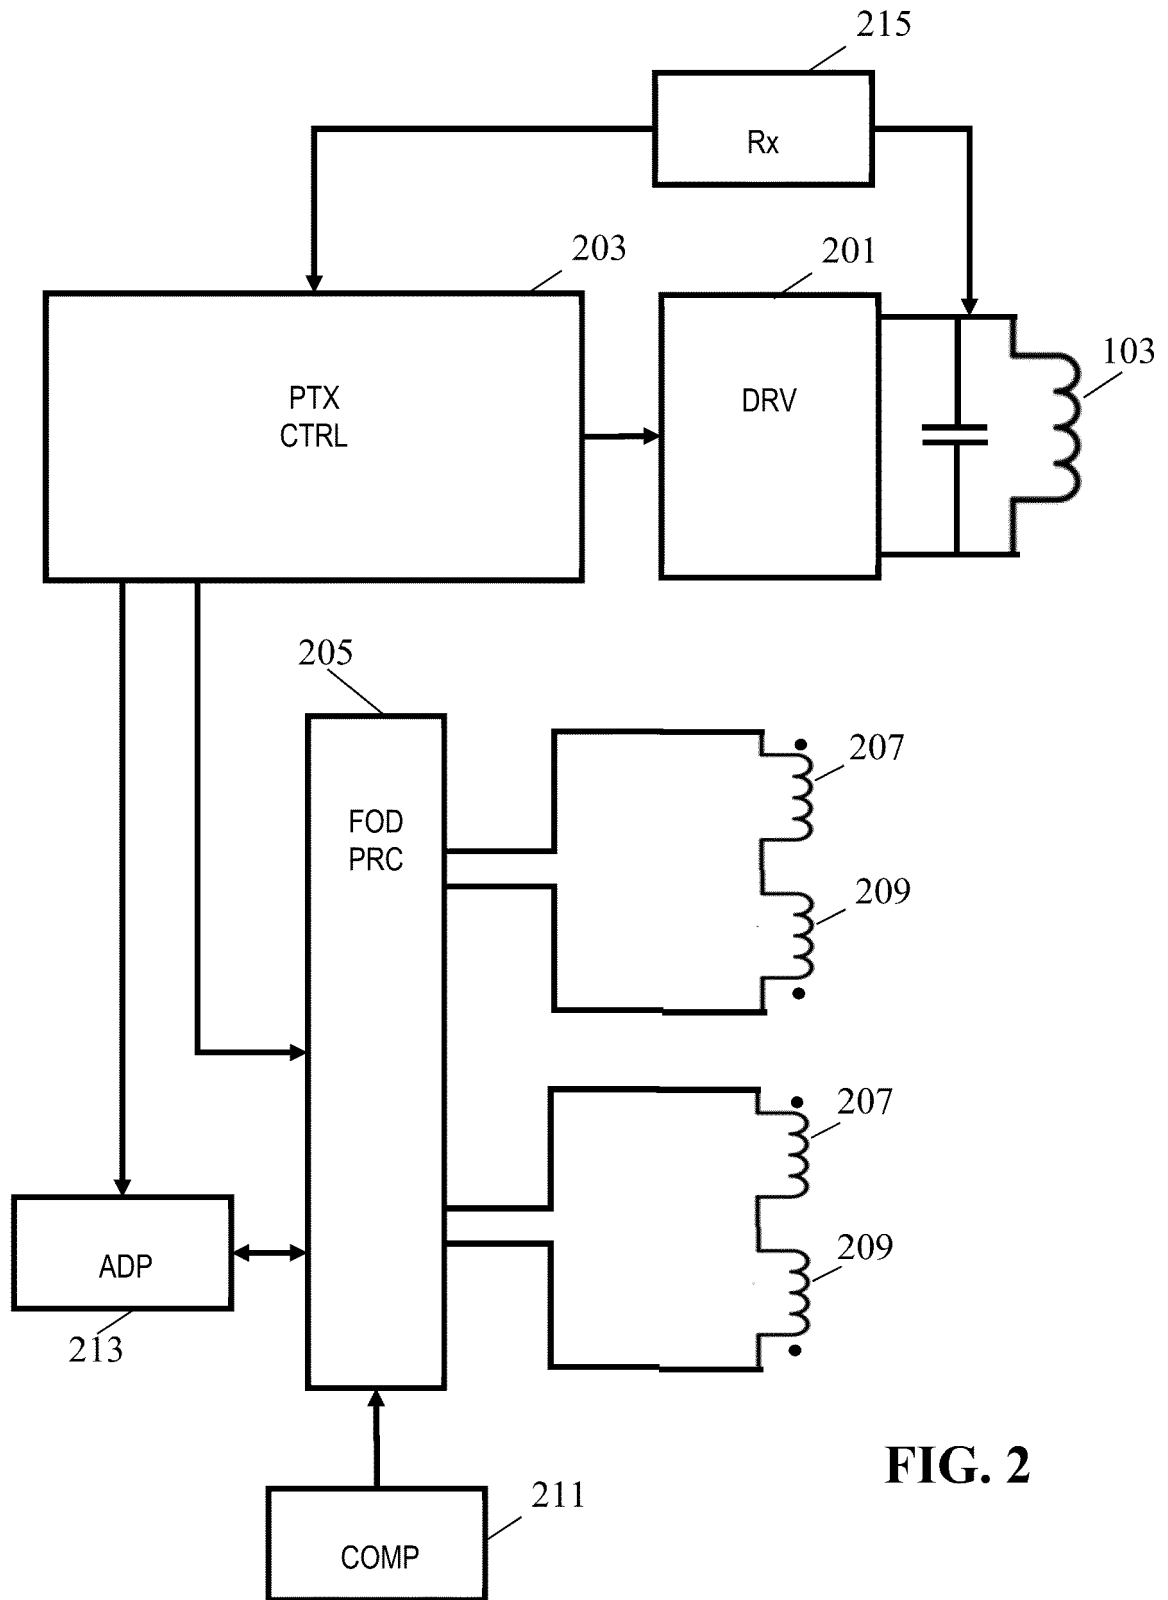 215
Rx
203
201
PTX
CTRL
DRV
103
205
207
FOD
PRC
209
207
209
ADP
213
FIG. 2
211
COMP